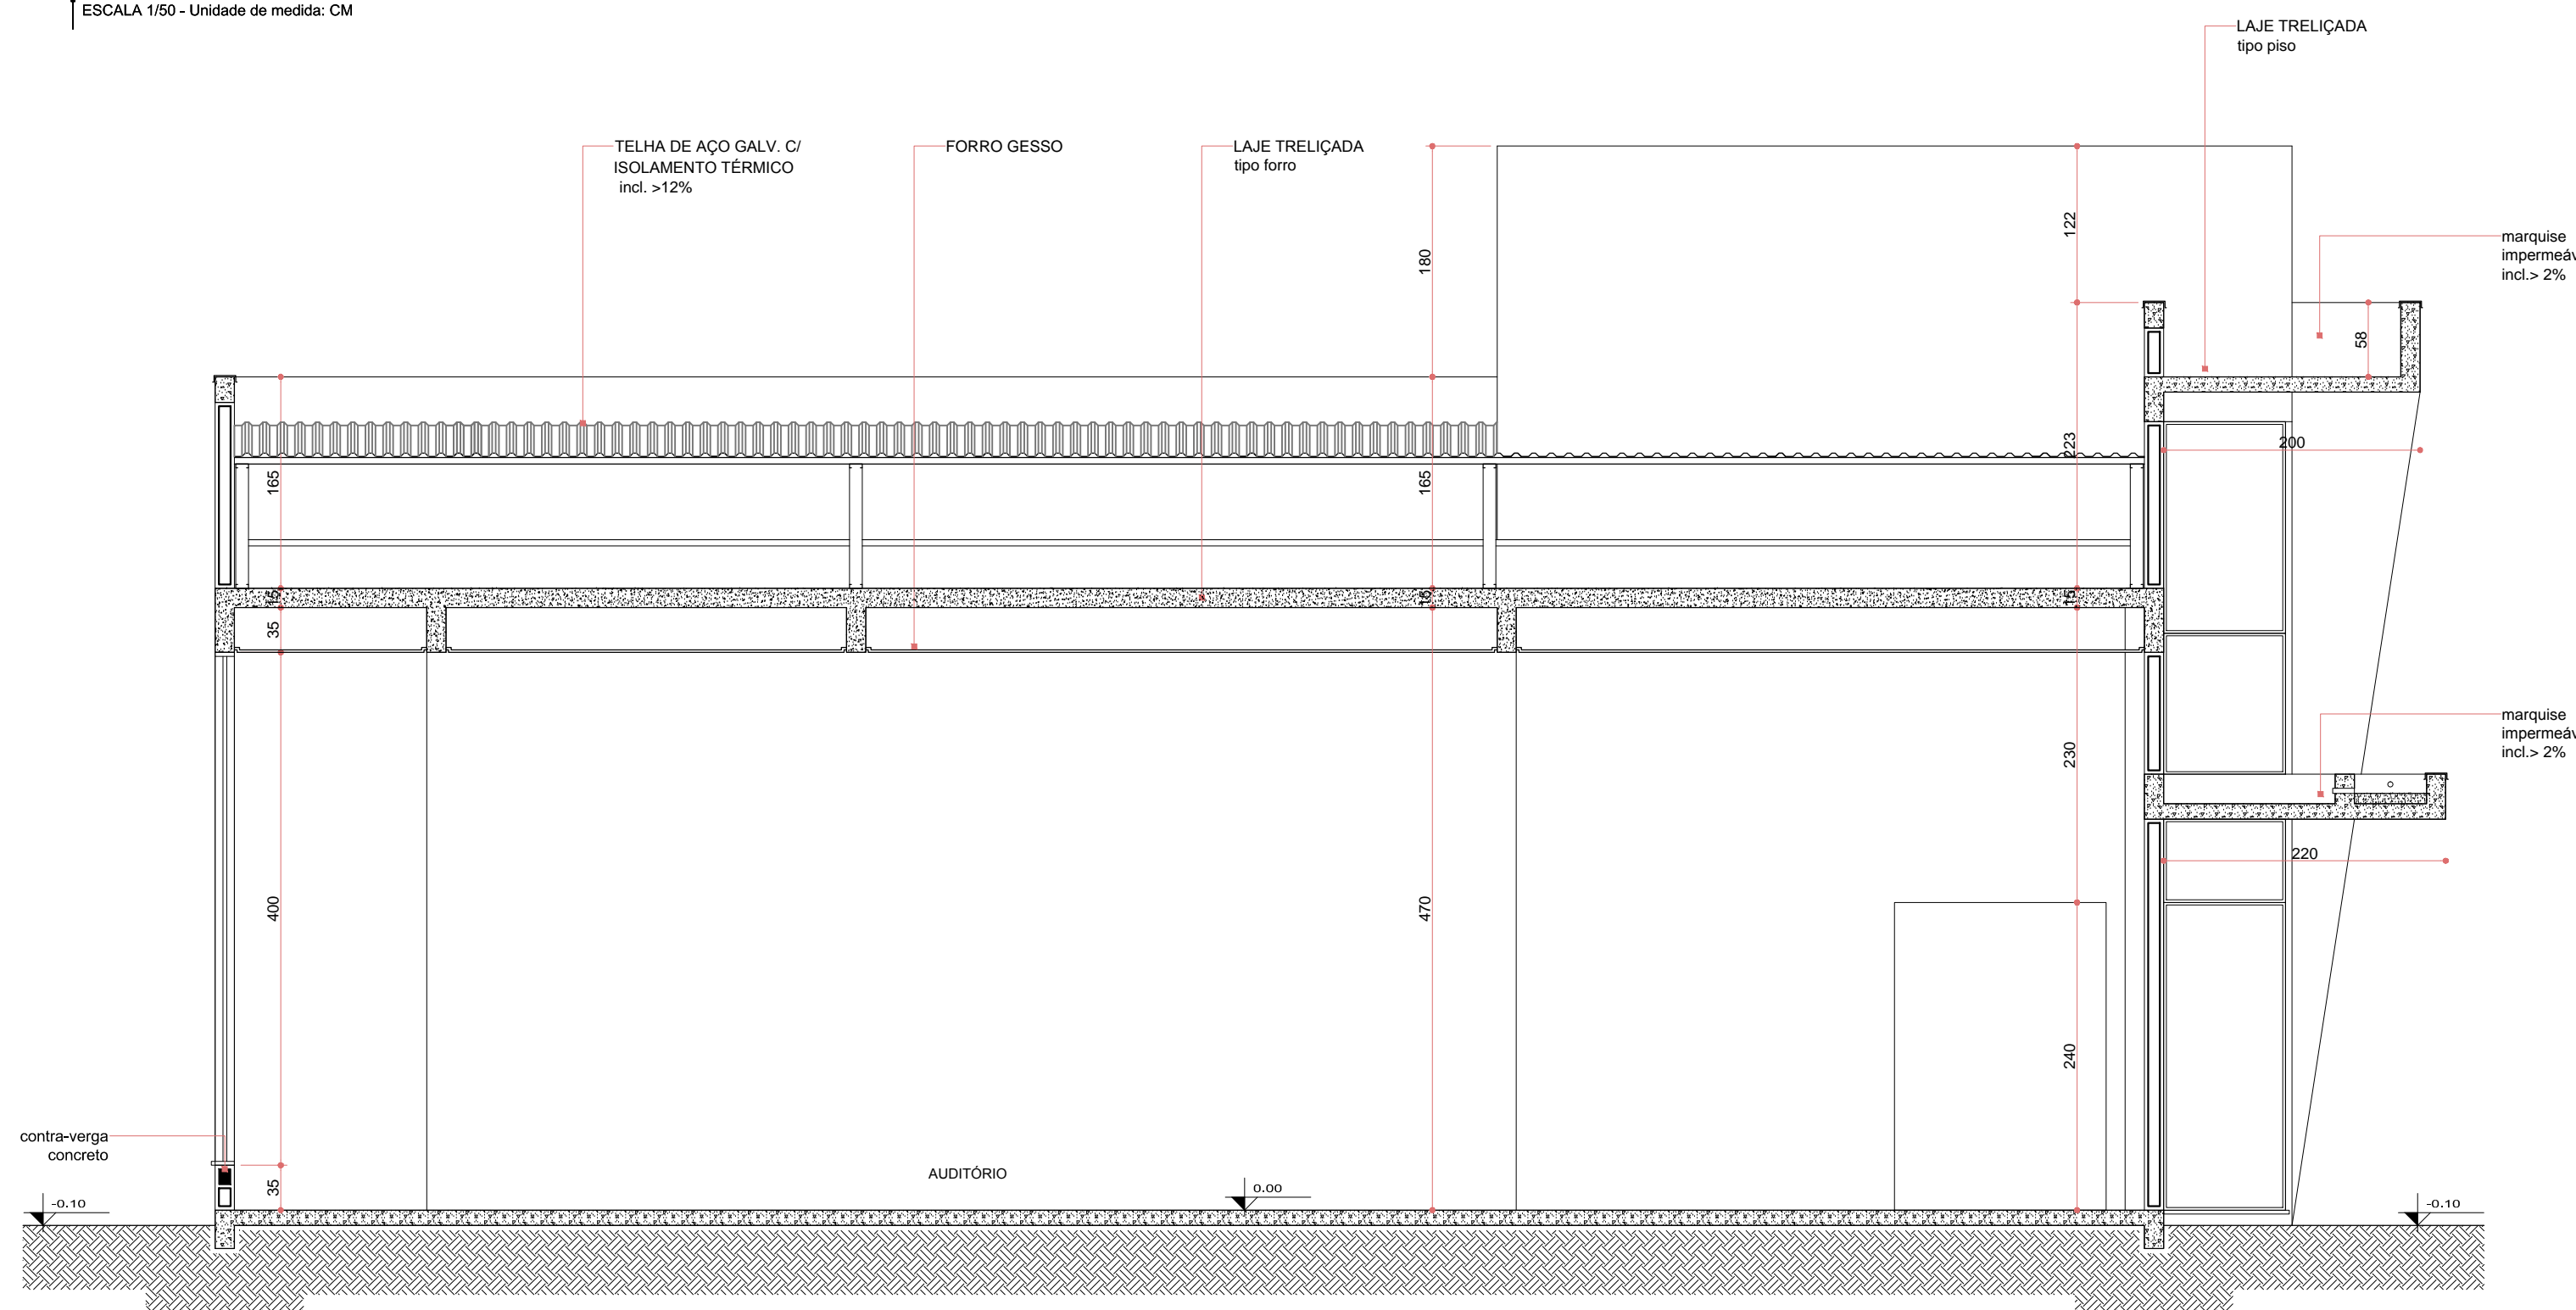 ESCALA 1/50 - Unidade de medida: CM
LAJE TRELIÇADA
tipo piso
TELHA DE AÇO GALV. C/
ISOLAMENTO TÉRMICO
incl. >12%
FORRO GESSO
LAJE TRELIÇADA
tipo forro
122
180
marquise
impermeáv
incl.> 2%
58
200
223
165
165
15
15
15
35
marquise
impermeáv
incl.> 2%
230
220
400
470
240
contra-verga
concreto
AUDITÓRIO
35
0.00
-0.10
-0.10